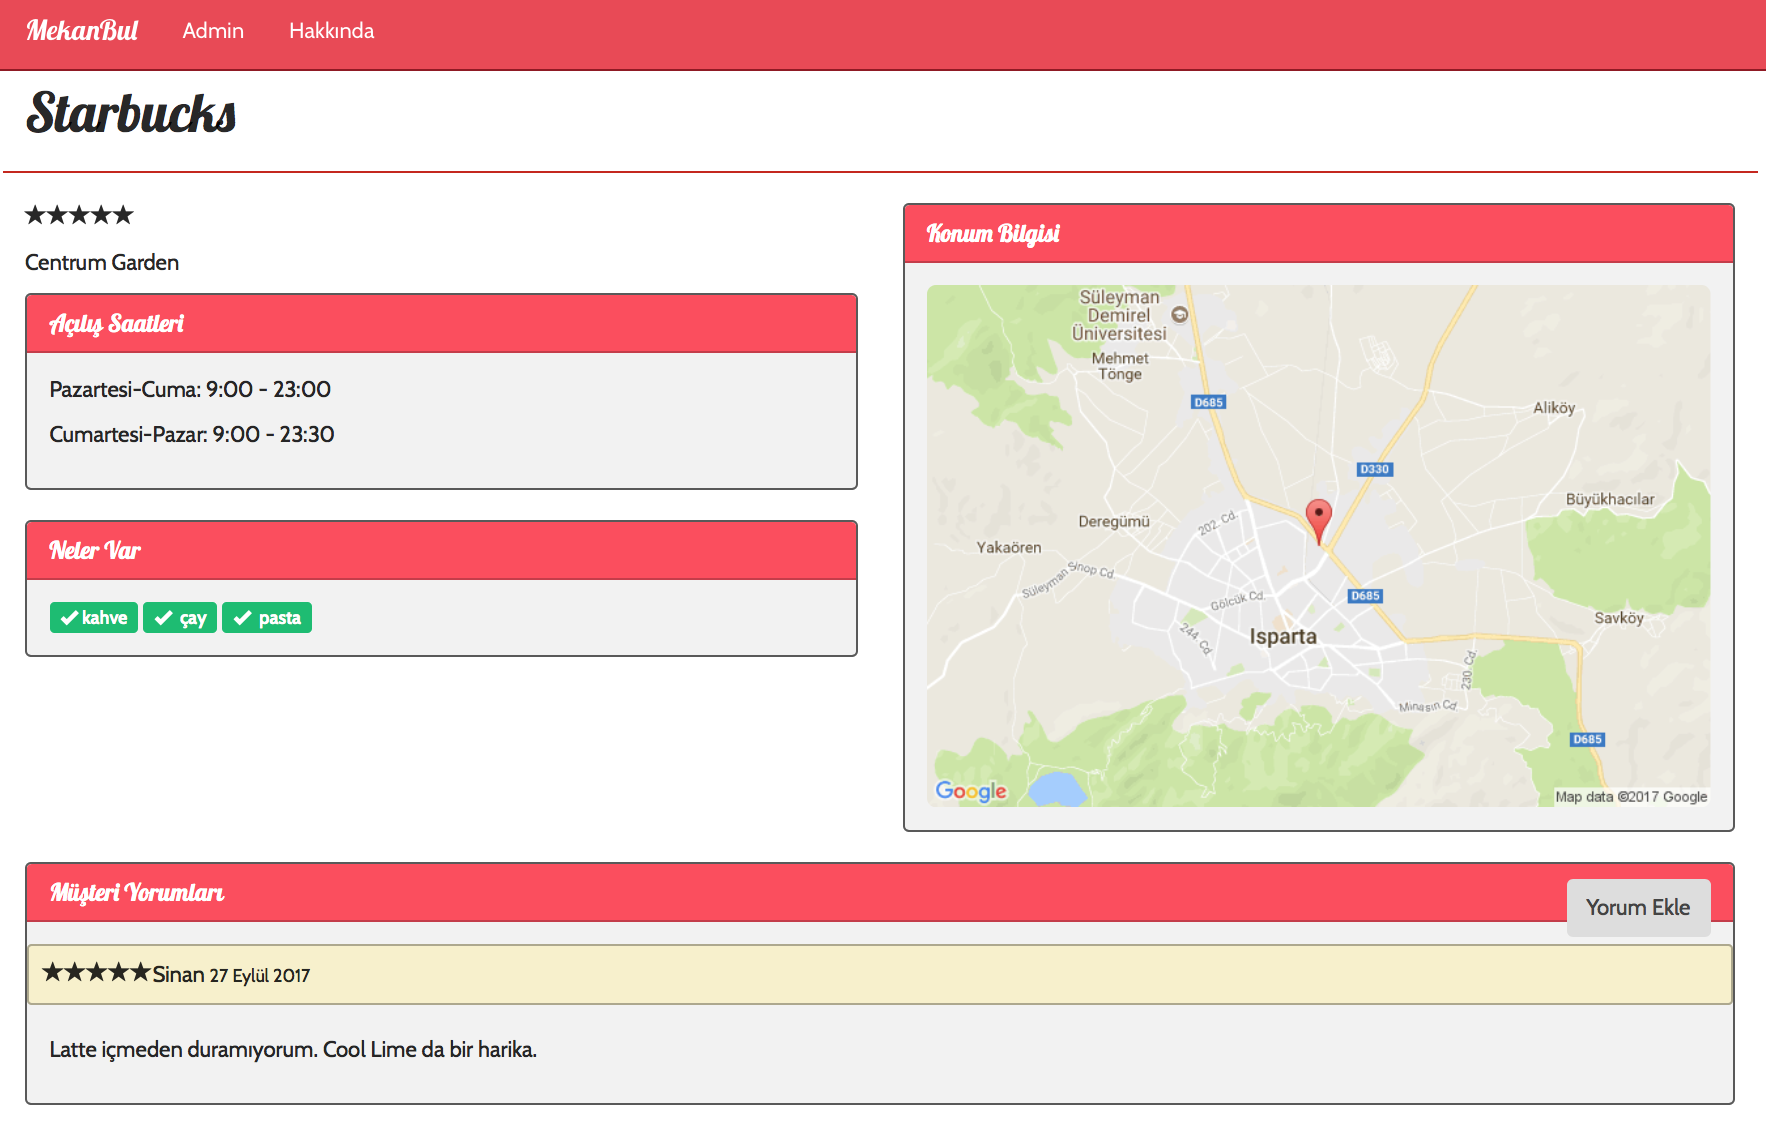 MekanBul Admin Hakkında
Starbucks
★★★★★
Centrum Garden
Açılış Saatleri
Pazartesi-Cuma: 9:00 - 23:00
Cumartesi-Pazar: 9:00 - 23:30
Neler Var
kahve çay pasta
Konum Bilgisi
Süleyman
Demirel
Üniversitesi
Mehmet
Tönge
D685
Aliköy
D330
Büyükhacılar
Deregümü
202. Cd.
Yakaören
Süleyman Sinop Cd.
Gölcük Cd.
D685
244. Cd.
Isparta
Savköy
230. Cd.
Minasın Cd.
D685
Google
Map data ©2017 Google
Müşteri Yorumları
Yorum Ekle
★★★★★Sinan 27 Eylül 2017
Latte içmeden duramıyorum. Cool Lime da bir harika.